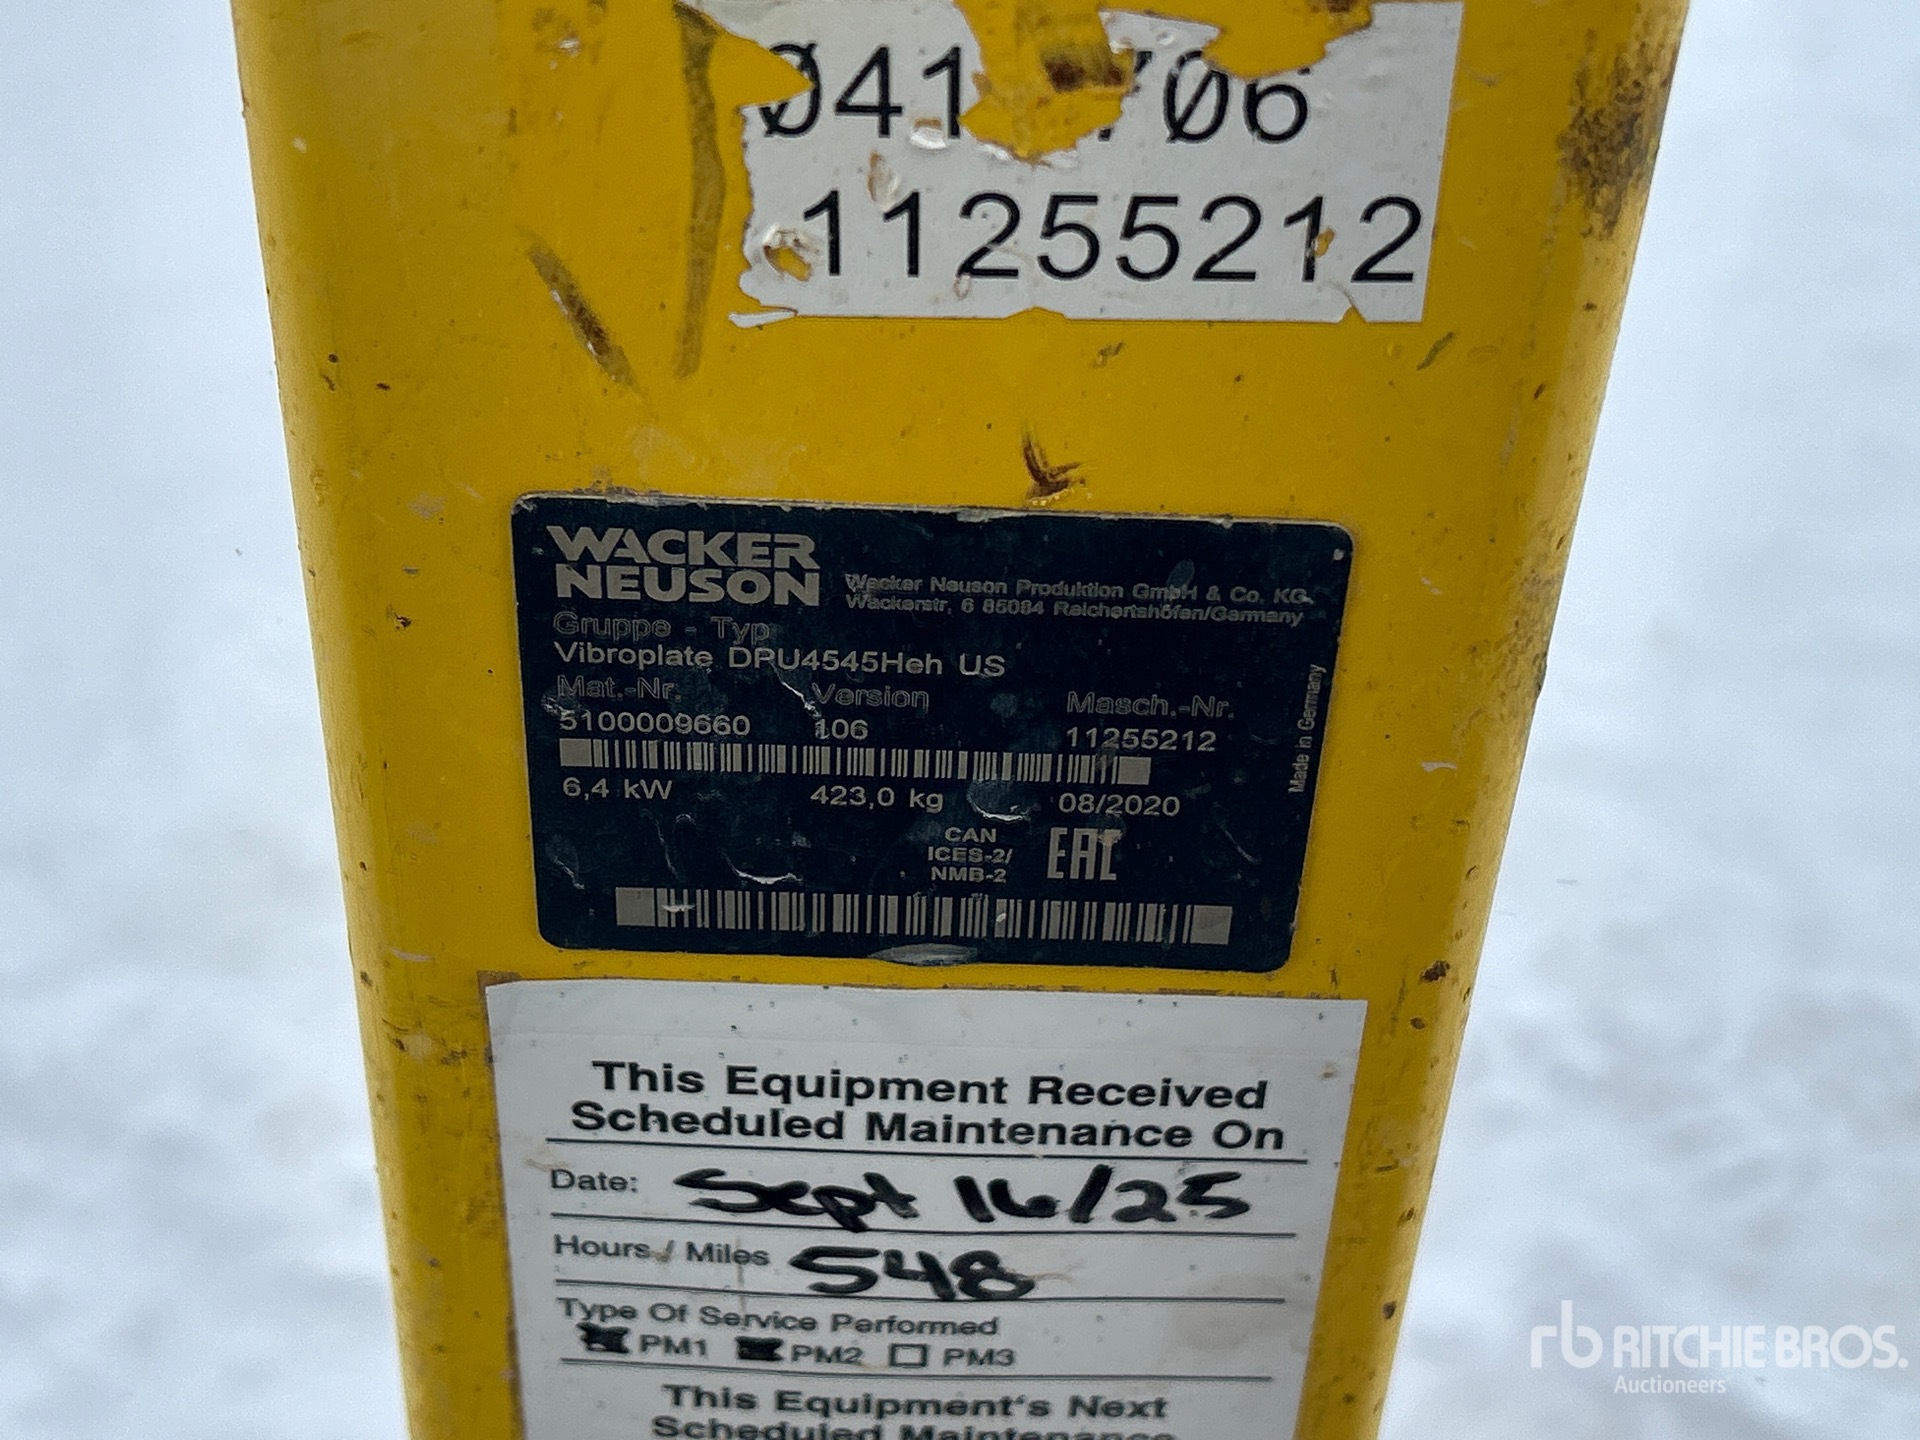 11255212
WACKER
NEUSON
Wacker Neuson Produktion GmbH & Co. KG
Wackerstr. 6 85084 Reichertshofen/Germany
Gruppe - Typ
Vibroplate DPU4545Heh US
Mat.-Nr. Version Masch.-Nr.
5100009660 106 11255212
6,4 kW 423,0 kg 08/2020
Made in Germany
CAN
ICES-2/
NMB-2
EAC
This Equipment Received
Scheduled Maintenance On
Date: Sept 16/25
Hours / Miles 548
Type Of Service Performed
PM1 PM2 PM3
This Equipment's Next
Scheduled Maintenance
rb RITCHIE BROS.
Auctioneers